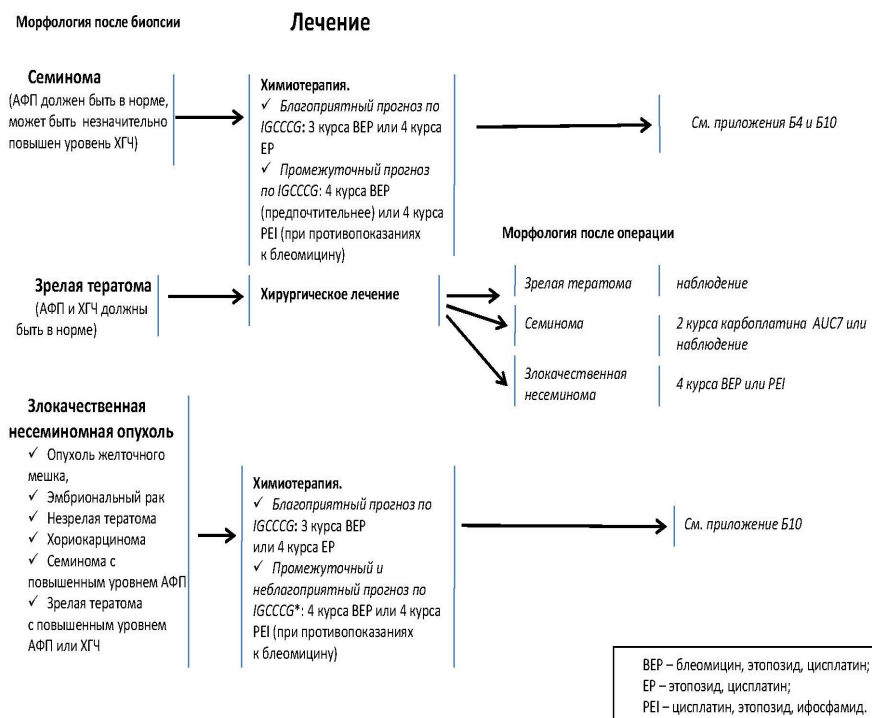 Морфология после биопсии
Лечение
Семинома
(АФП должен быть в норме,
может быть незначительно
повышен уровень ХГЧ)
Химиотерапия.
✓ Благоприятный прогноз по
IGCCCG: 3 курса BEP или 4 курса
EP
✓ Промежуточный прогноз
по IGCCCG: 4 курса BEP
(предпочтительнее) или 4 курса
PEI (при противопоказаниях
к блеомицину)
См. приложения Б4 и Б10
Морфология после операции
Зрелая тератома
(АФП и ХГЧ должны
быть в норме)
Хирургическое лечение
Зрелая тератома
наблюдение
Семинома
2 курса карбоплатина AUC7 или
наблюдение
Злокачественная
несеминома
4 курса BEP или PEI
Злокачественная
несеминомная опухоль
✓ Опухоль желточного
мешка,
✓ Эмбриональный рак
✓ Незрелая тератома
✓ Хориокарцинома
✓ Семинома с
повышенным уровнем АФП
✓ Зрелая тератома
с повышенным уровнем
АФП или ХГЧ
Химиотерапия.
✓ Благоприятный прогноз по
IGCCCG: 3 курса BEP
или 4 курса EP
✓ Промежуточный и
неблагоприятный прогноз по
IGCCCG*: 4 курса BEP или 4 курса
PEI (при противопоказаниях
к блеомицину)
См. приложение Б10
BEP – блеомицин, этопозид, цисплатин;
EP – этопозид, цисплатин;
PEI – цисплатин, этопозид, ифосфамид.